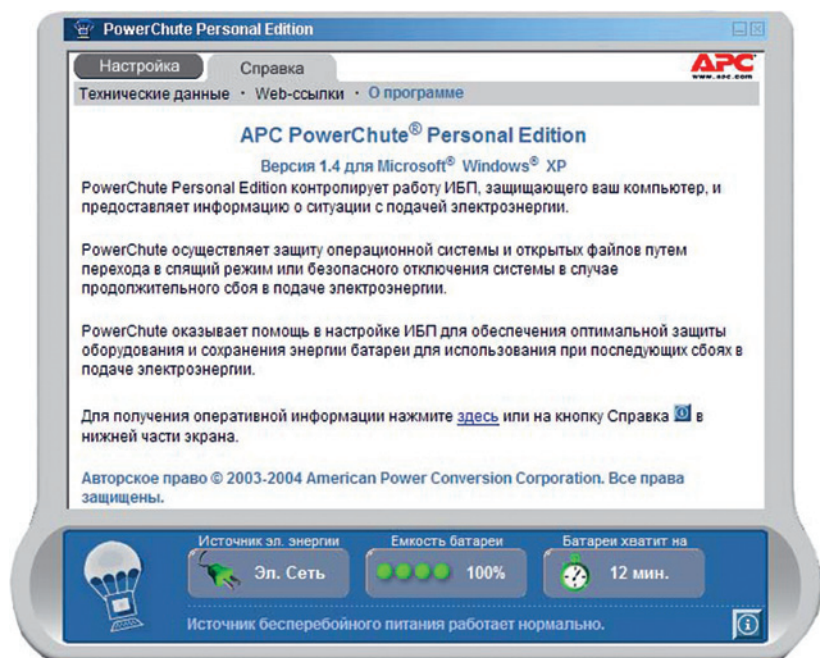 PowerChute Personal Edition
Настройка Справка
APC
www.apc.com
Технические данные · Web-ссылки · О программе
APC PowerChute® Personal Edition
Версия 1.4 для Microsoft® Windows® XP
PowerChute Personal Edition контролирует работу ИБП, защищающего ваш компьютер, и
предоставляет информацию о ситуации с подачей электроэнергии.
PowerChute осуществляет защиту операционной системы и открытых файлов путем
перехода в спящий режим или безопасного отключения системы в случае
продолжительного сбоя в подаче электроэнергии.
PowerChute оказывает помощь в настройке ИБП для обеспечения оптимальной защиты
оборудования и сохранения энергии батареи для использования при последующих сбоях в
подаче электроэнергии.
Для получения оперативной информации нажмите здесь или на кнопку Справка в
нижней части экрана.
Авторское право © 2003-2004 American Power Conversion Corporation. Все права
защищены.
Источник эл. энергии Емкость батареи Батареи хватит на
Эл. Сеть 100% 12 мин.
Источник бесперебойного питания работает нормально.